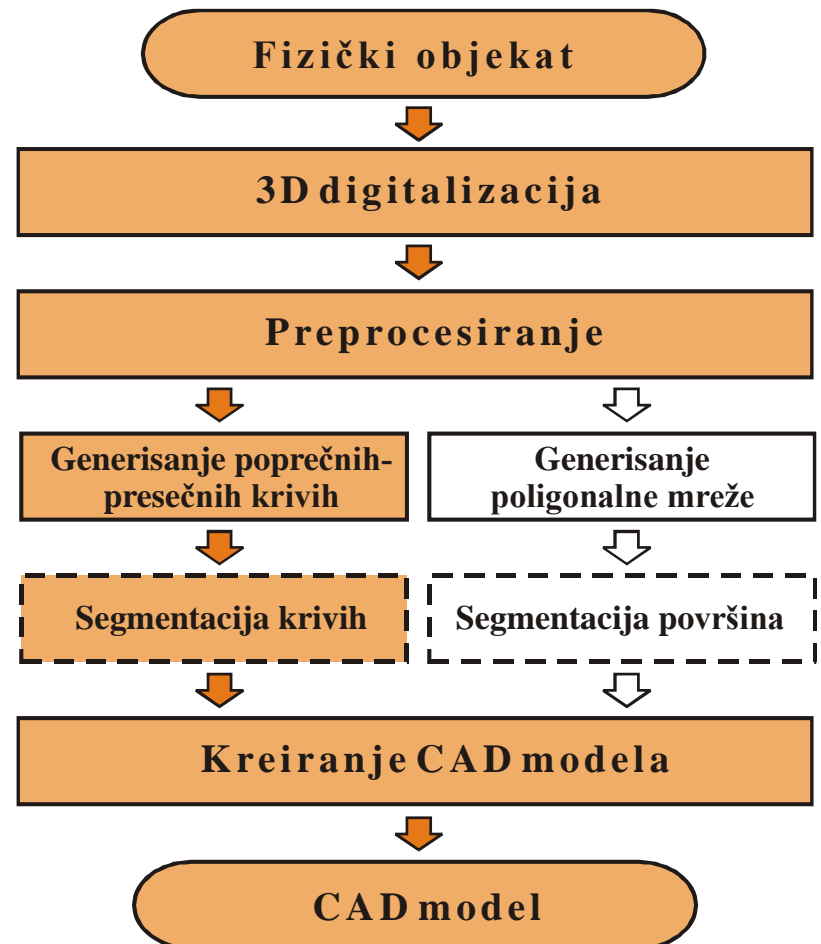 Fizički objekat
3D digitalizacija
Preprocesiranje
Generisanje poprečnih-
presečnih krivih
Generisanje
poligonalne mreže
Segmentacija krivih
Segmentacija površina
Kreiranje CAD modela
CAD model